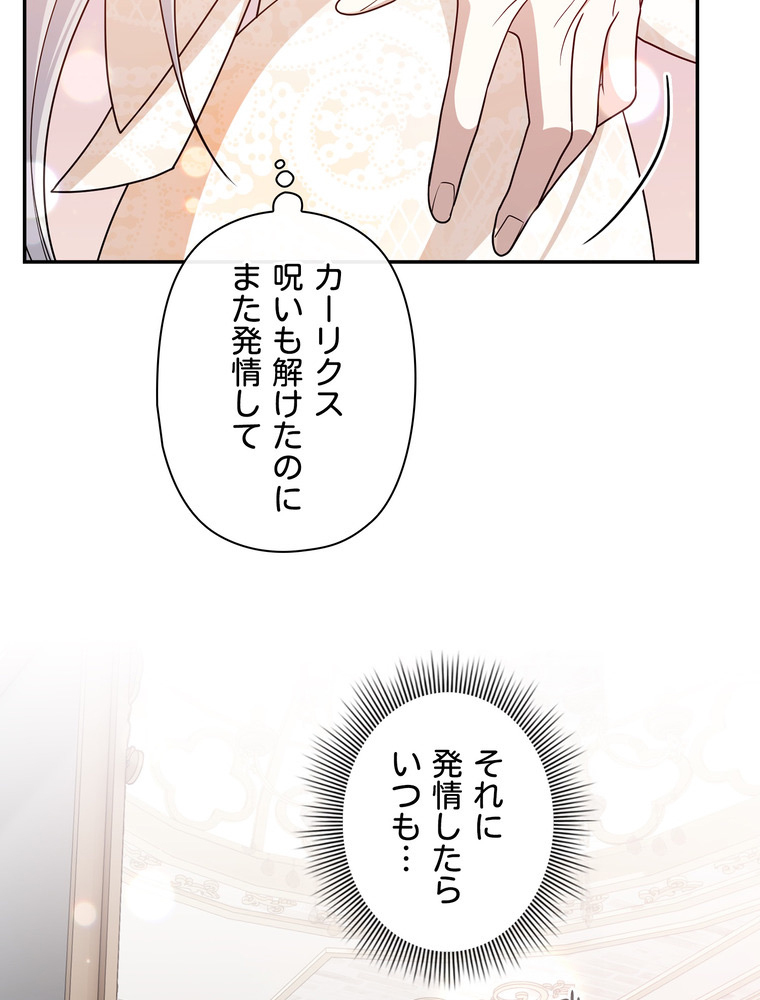 カーリクス
呪いも解けたのに
また発情して
それに
発情したら
いつも…